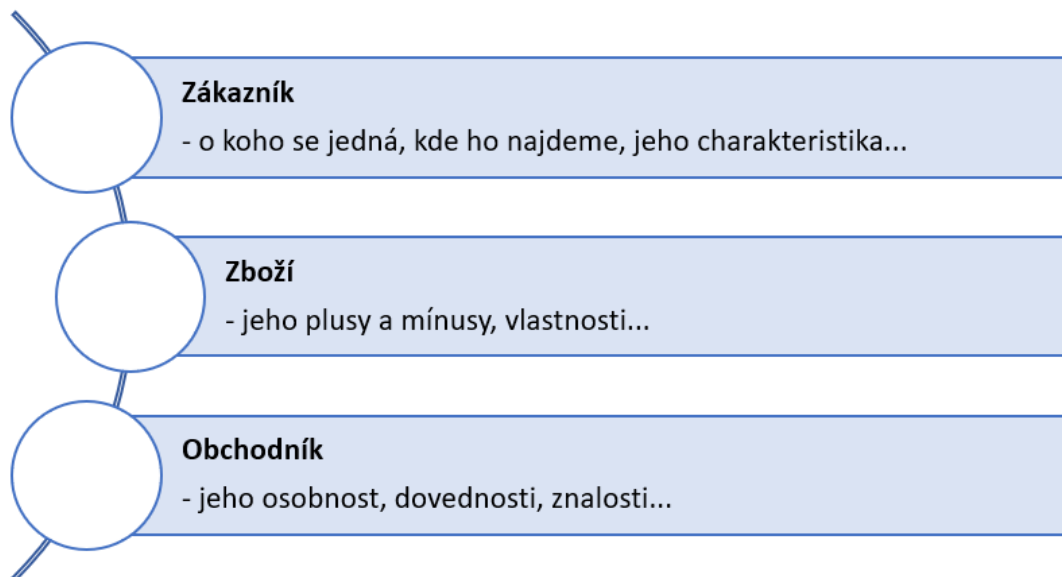 Zákazník
- o koho se jedná, kde ho najdeme, jeho charakteristika...
Zboží
- jeho plusy a mínusy, vlastnosti...
Obchodník
- jeho osobnost, dovednosti, znalosti...